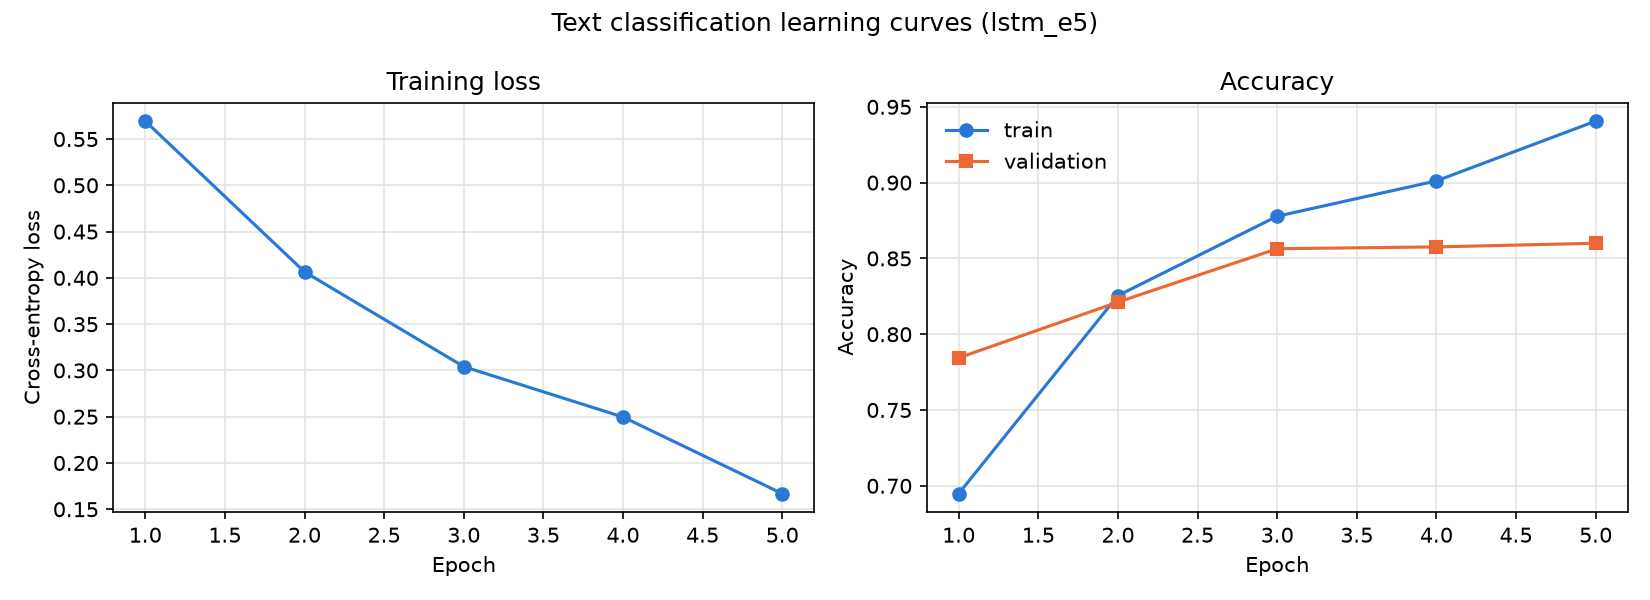 Text classification learning curves (lstm_e5)
Training loss
Cross-entropy loss
0.55
0.50
0.45
0.40
0.35
0.30
0.25
0.20
0.15
1.0 1.5 2.0 2.5 3.0 3.5 4.0 4.5 5.0
Epoch
Accuracy
train
validation
Accuracy
0.95
0.90
0.85
0.80
0.75
0.70
1.0 1.5 2.0 2.5 3.0 3.5 4.0 4.5 5.0
Epoch